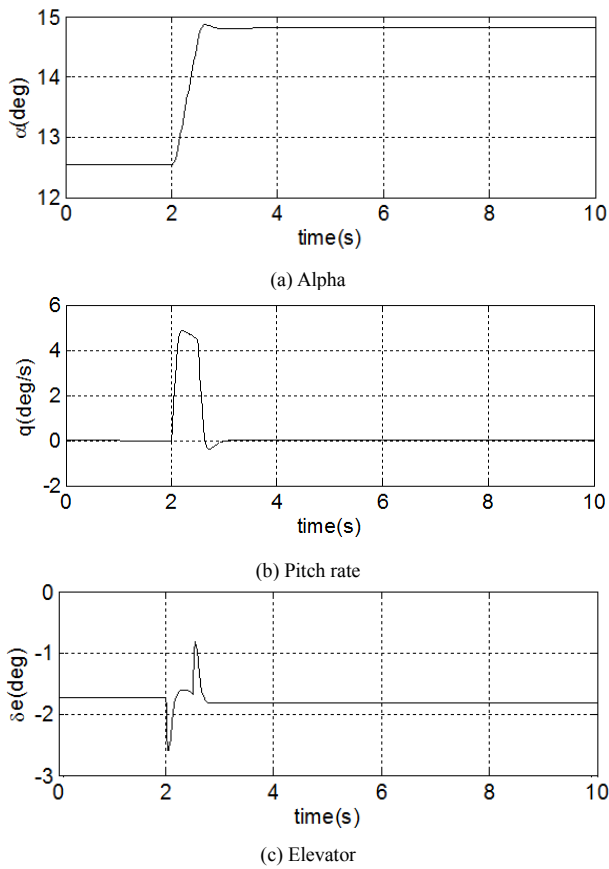 15
14
13
12
α(deg)
0 2 4 6 8 10
time(s)
(a) Alpha
6
4
2
0
-2
q(deg/s)
0 2 4 6 8 10
time(s)
(b) Pitch rate
0
-1
-2
-3
δe(deg)
0 2 4 6 8 10
time(s)
(c) Elevator